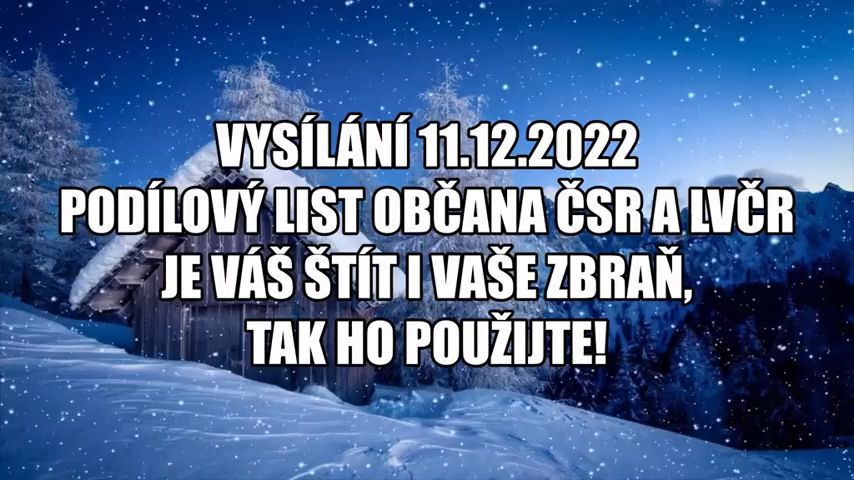 VYSÍLÁNÍ 11.12.2022
PODÍLOVÝ LIST OBČANA ČSR A LVČR
JE VÁŠ ŠTÍT I VAŠE ZBRAŇ,
TAK HO POUŽIJTE!